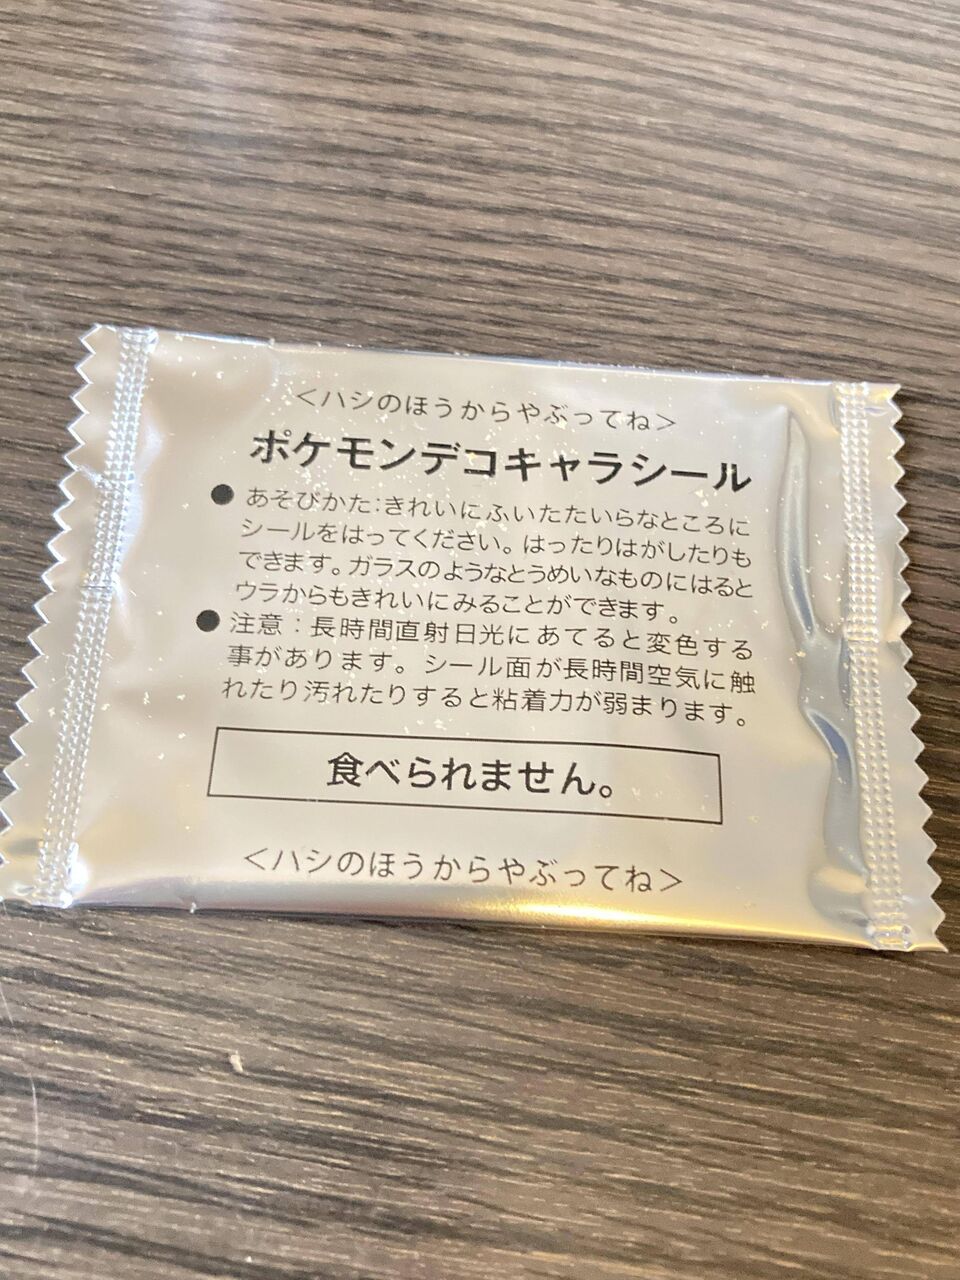 ＜ハシのほうからやぶってね＞
ポケモンデコキャラシール
●あそびかた：きれいにふいたたいらなところに
シールをはってください。はったりはがしたりも
できます。ガラスのようなとうめいなものにはると
ウラからもきれいにみることができます。
●注意：長時間直射日光にあてると変色する
事があります。シール面が長時間空気に触
れたり汚れたりすると粘着力が弱まります。
食べられません。
＜ハシのほうからやぶってね＞